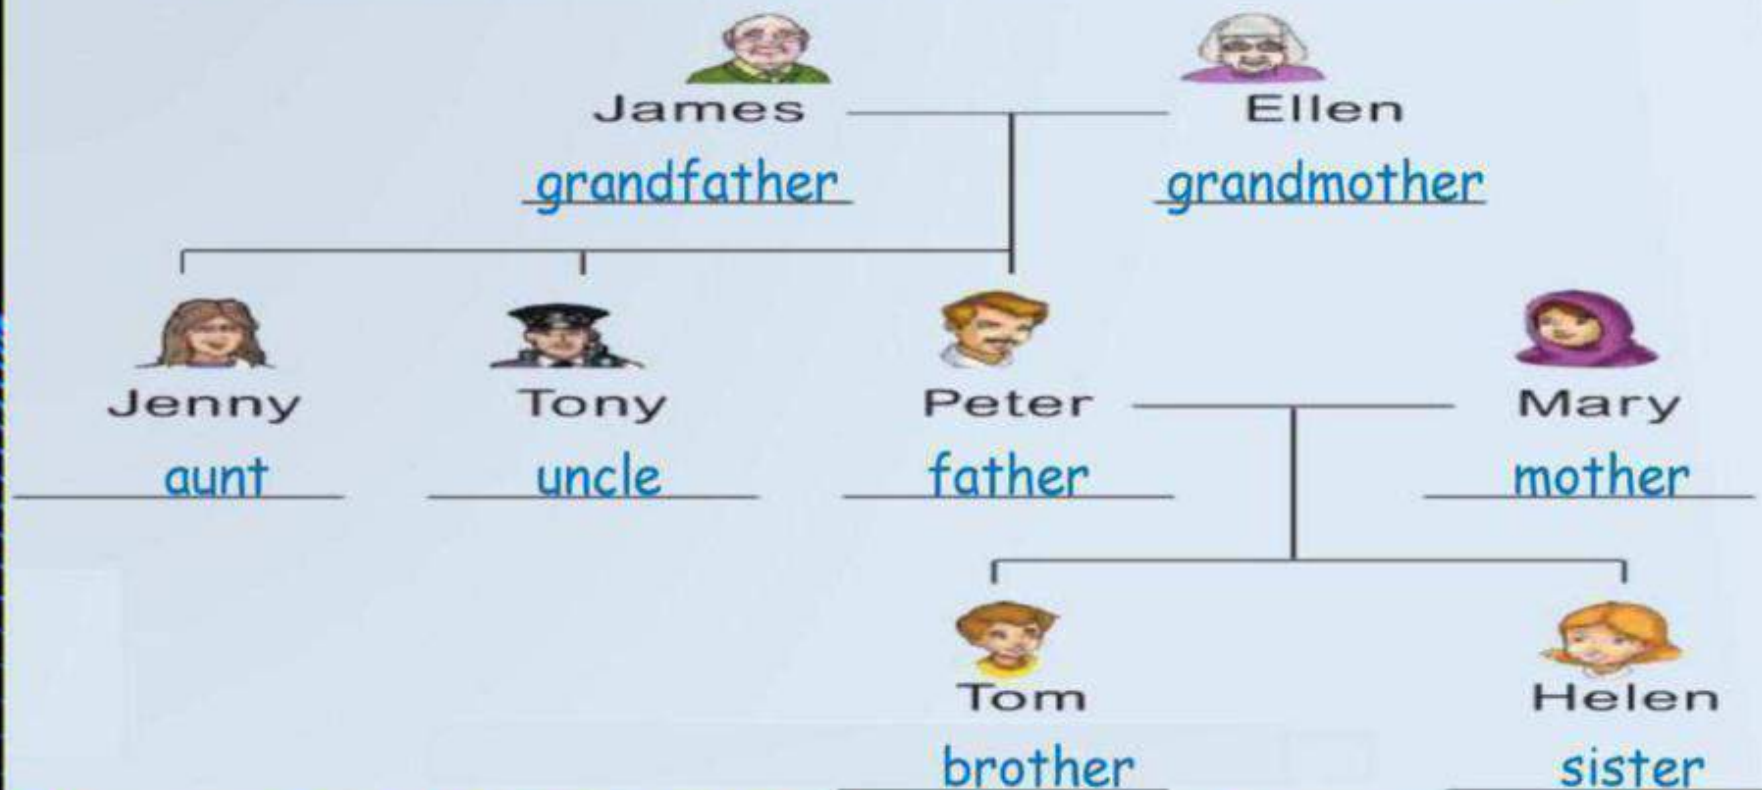 James Ellen
grandfather grandmother
Jenny Tony Peter Mary
aunt uncle father mother
Tom Helen
brother sister